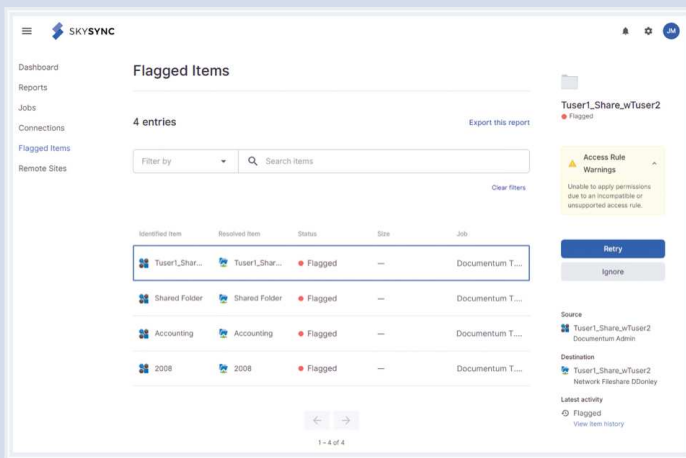 SKYSYNC
JM
Dashboard
Reports
Jobs
Connections
Flagged Items
Remote Sites
Flagged Items
4 entries
Export this report
Filter by
Search items
Clear filters
Identified Item Resolved Item Status Size Job
Tuser1_Shar... Tuser1_Shar... Flagged — Documentum T....
Shared Folder Shared Folder Flagged — Documentum T....
Accounting Accounting Flagged — Documentum T....
2008 2008 Flagged — Documentum T....
1 – 4 of 4
Tuser1_Share_wTuser2
Flagged
Access Rule
Warnings
Unable to apply permissions
due to an incompatible or
unsupported access rule.
Retry
Ignore
Source
Tuser1_Share_wTuser2
Documentum Admin
Destination
Tuser1_Share_wTuser2
Network Fileshare DDonley
Latest activity
Flagged
View item history